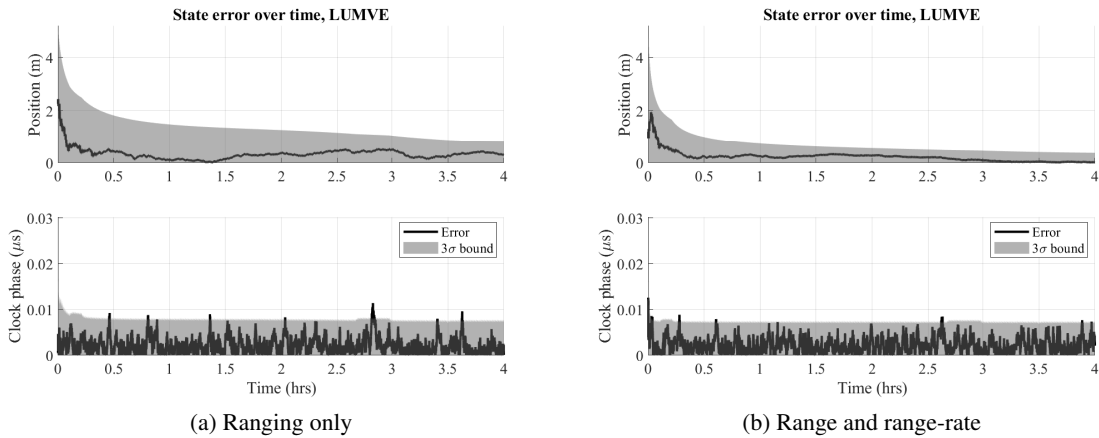 State error over time, LUMVE
Position (m)
4
2
0
0 0.5 1 1.5 2 2.5 3 3.5 4
Clock phase (μs)
0.03
0.02
0.01
0
Error
3σ bound
0 0.5 1 1.5 2 2.5 3 3.5 4
Time (hrs)
(a) Ranging only
State error over time, LUMVE
Position (m)
4
2
0
0 0.5 1 1.5 2 2.5 3 3.5 4
Clock phase (μs)
0.03
0.02
0.01
0
Error
3σ bound
0 0.5 1 1.5 2 2.5 3 3.5 4
Time (hrs)
(b) Range and range-rate